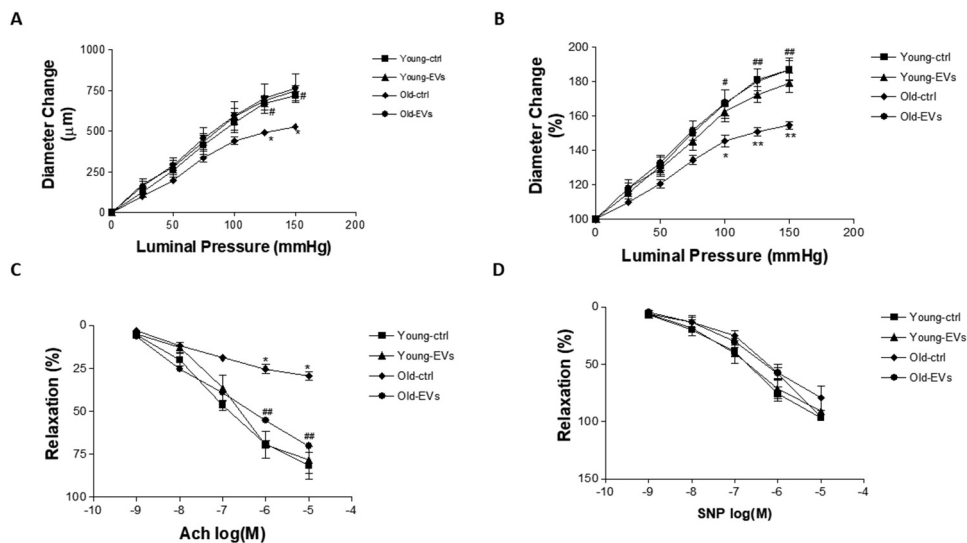 A
Diameter Change
(μm)
1000
750
500
250
0
0
50
100
150
200
Luminal Pressure (mmHg)
#
#
*
*
Young-ctrl
Young-EVs
Old-ctrl
Old-EVs
B
Diameter Change
(%)
200
180
160
140
120
100
0
50
100
150
200
Luminal Pressure (mmHg)
#
##
##
*
**
**
Young-ctrl
Young-EVs
Old-ctrl
Old-EVs
C
Relaxation (%)
0
25
50
75
100
-10
-9
-8
-7
-6
-5
-4
Ach log(M)
*
*
##
##
Young-ctrl
Young-EVs
Old-ctrl
Old-EVs
D
Relaxation (%)
0
50
100
150
-10
-9
-8
-7
-6
-5
-4
SNP log(M)
Young-ctrl
Young-EVs
Old-ctrl
Old-EVs